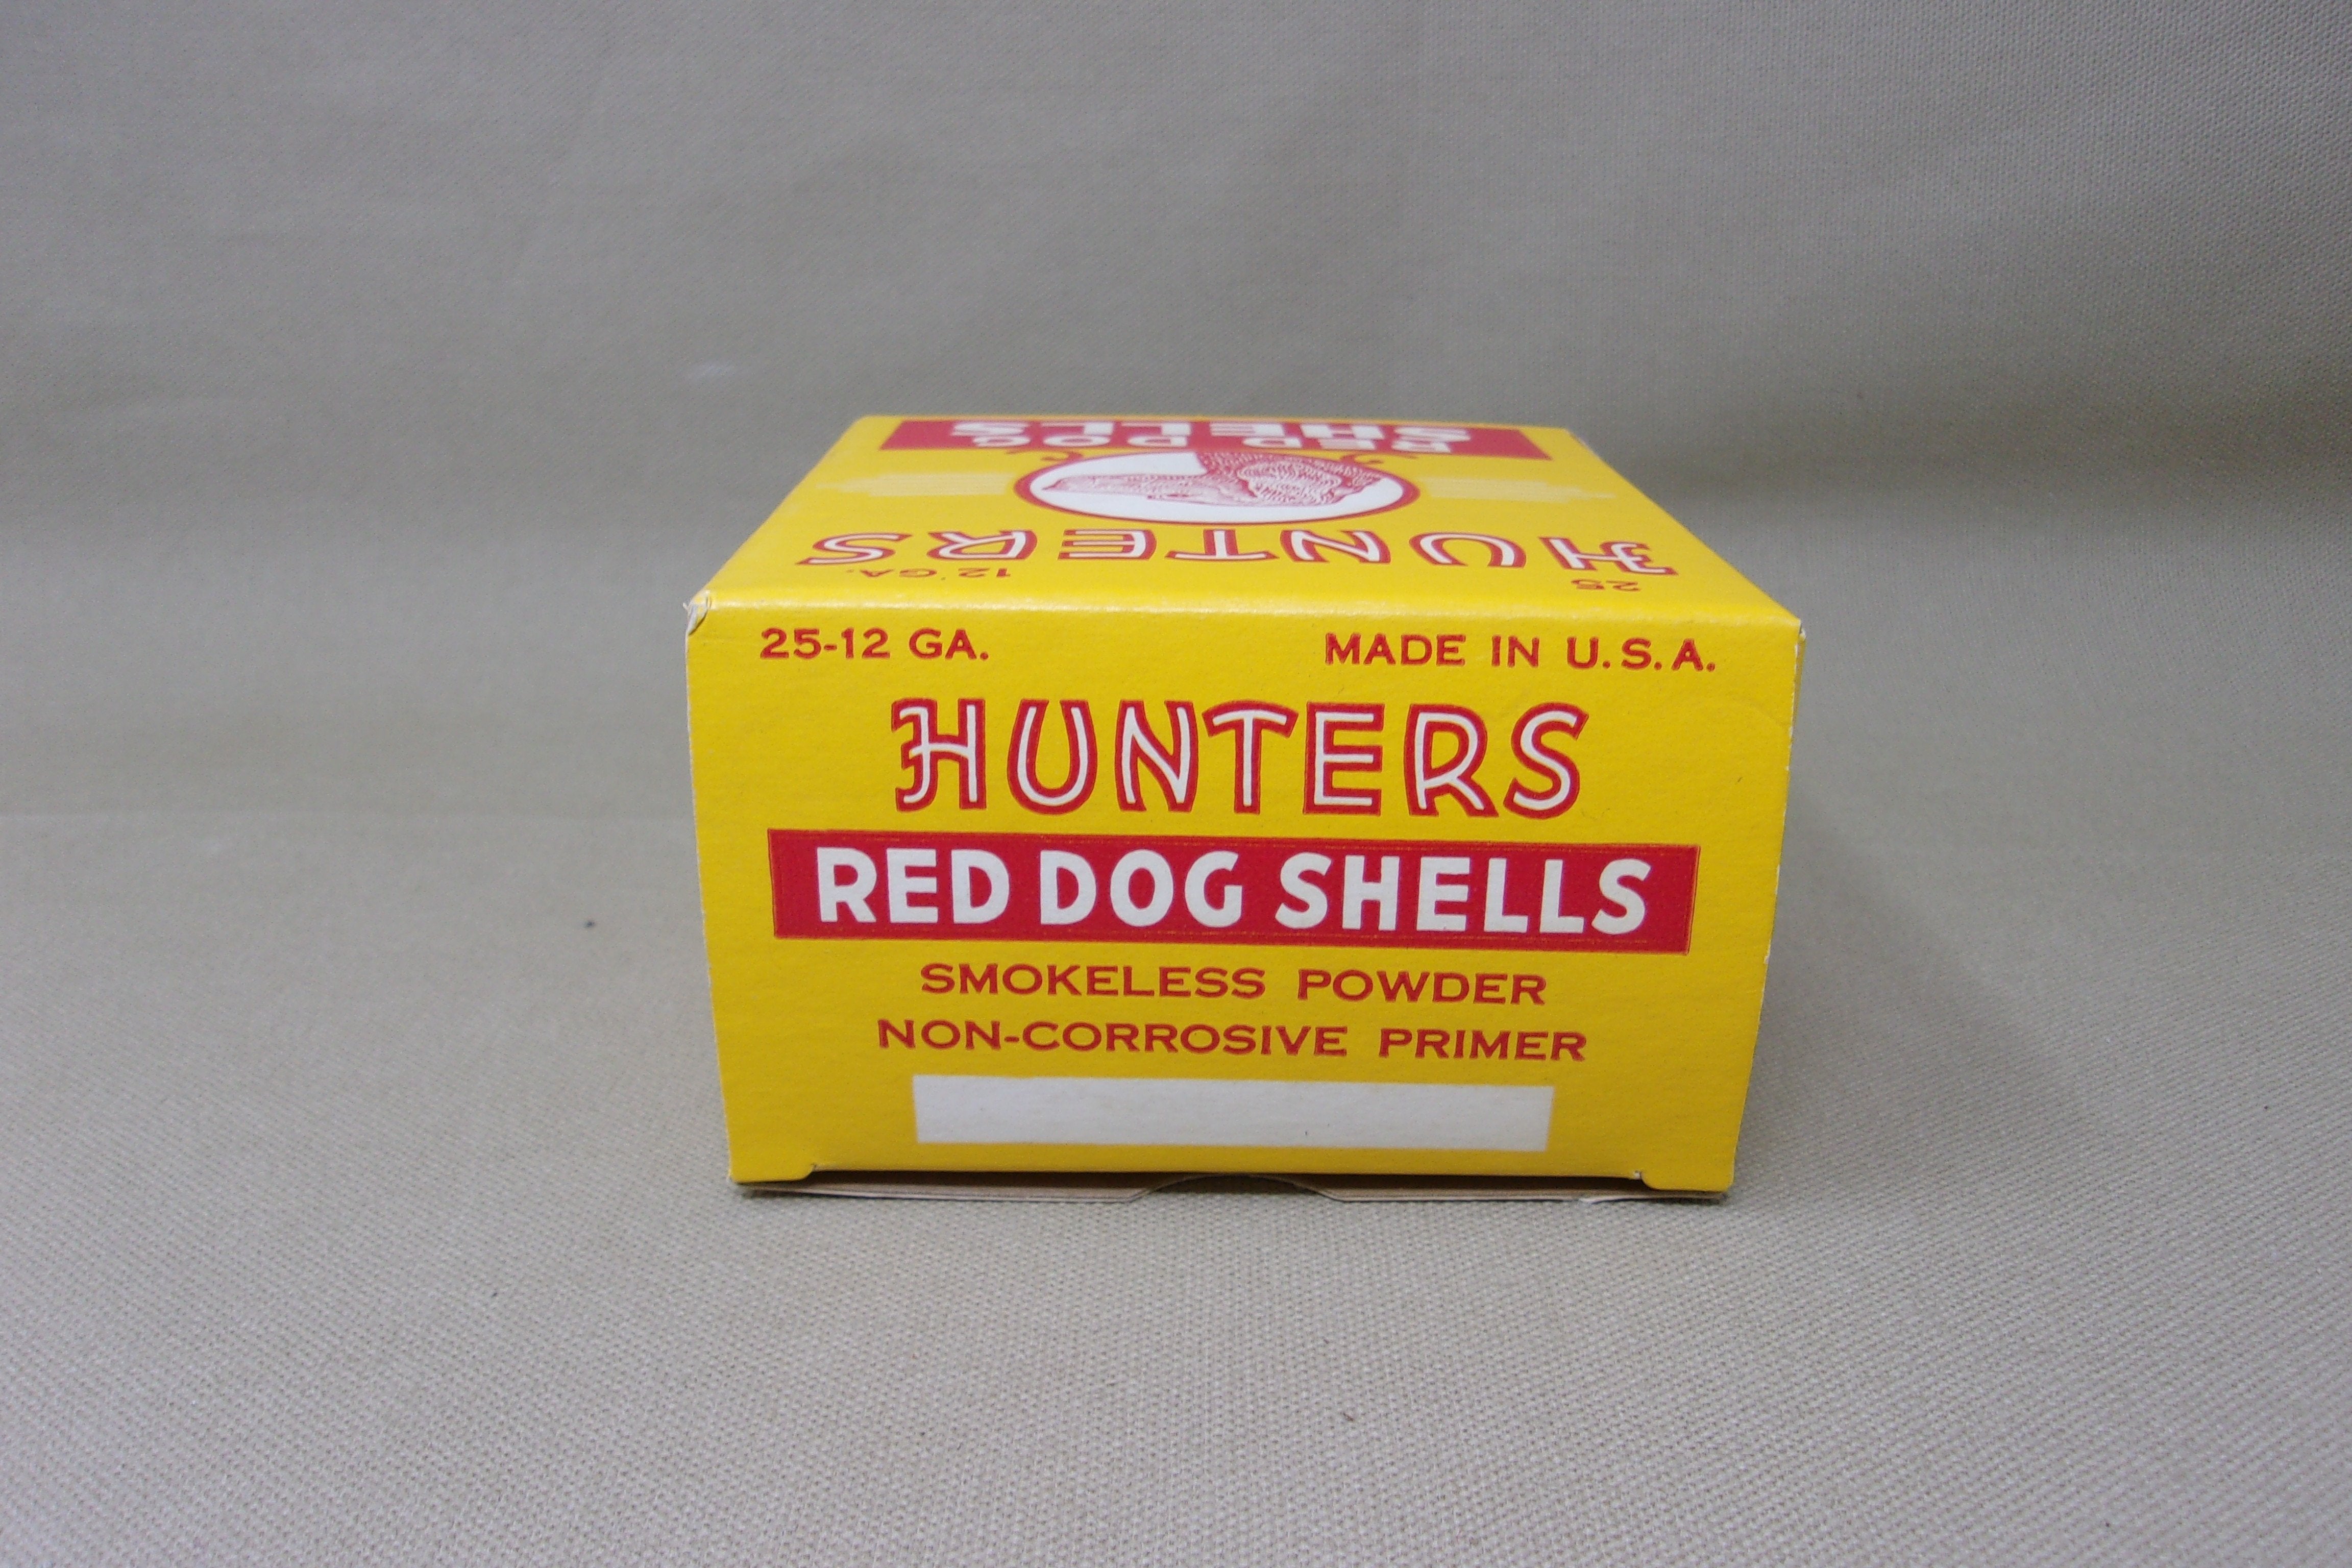 RED DOG
SHELLS
HUNTERS
25 12 GA.
25-12 GA. MADE IN U.S.A.
HUNTERS
RED DOG SHELLS
SMOKELESS POWDER
NON-CORROSIVE PRIMER